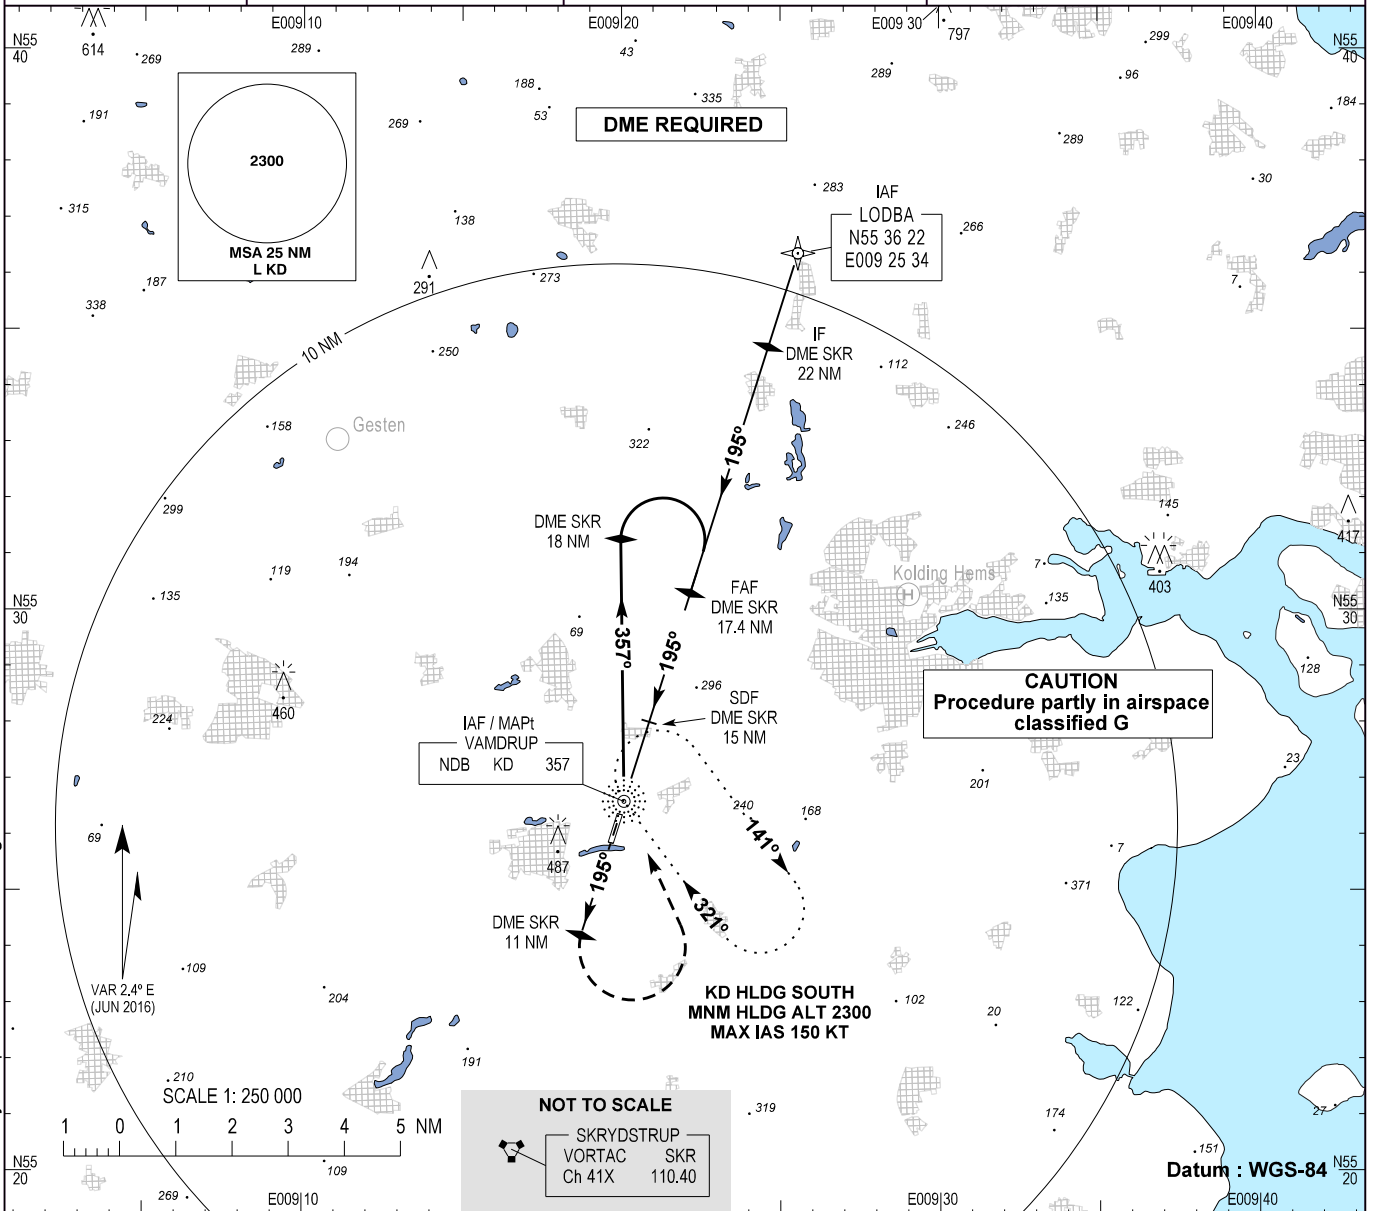 E009 10
E009 20
E009 30
E009 40
N55
40
N55
40
614
269
289
43
289
797
299
96
184
191
188
53
335
269
289
30
2300
MSA 25 NM
L KD
DME REQUIRED
315
138
283
266
187
338
291
273
7
IAF
LODBA
N55 36 22
E009 25 34
10 NM
250
IF
DME SKR
22 NM
112
158
Gesten
322
246
195°
299
145
417
DME SKR
18 NM
194
119
135
Kolding Hems
H
7
135
403
FAF
DME SKR
17.4 NM
N55
30
N55
30
69
357°
195°
128
460
224
296
SDF
DME SKR
15 NM
CAUTION
Procedure partly in airspace
classified G
IAF / MAPt
VAMDRUP
NDB KD 357
23
201
240
168
141°
69
487
7
195°
371
321°
DME SKR
11 NM
109
VAR 2.4° E
(JUN 2016)
204
KD HLDG SOUTH
MNM HLDG ALT 2300
MAX IAS 150 KT
102
20
122
191
210
SCALE 1: 250 000
1 0 1 2 3 4 5 NM
319
174
27
NOT TO SCALE
SKRYDSTRUP
VORTAC SKR
Ch 41X 110.40
109
269
151
N55
20
Datum : WGS-84
E009 10
E009 30
E009 40